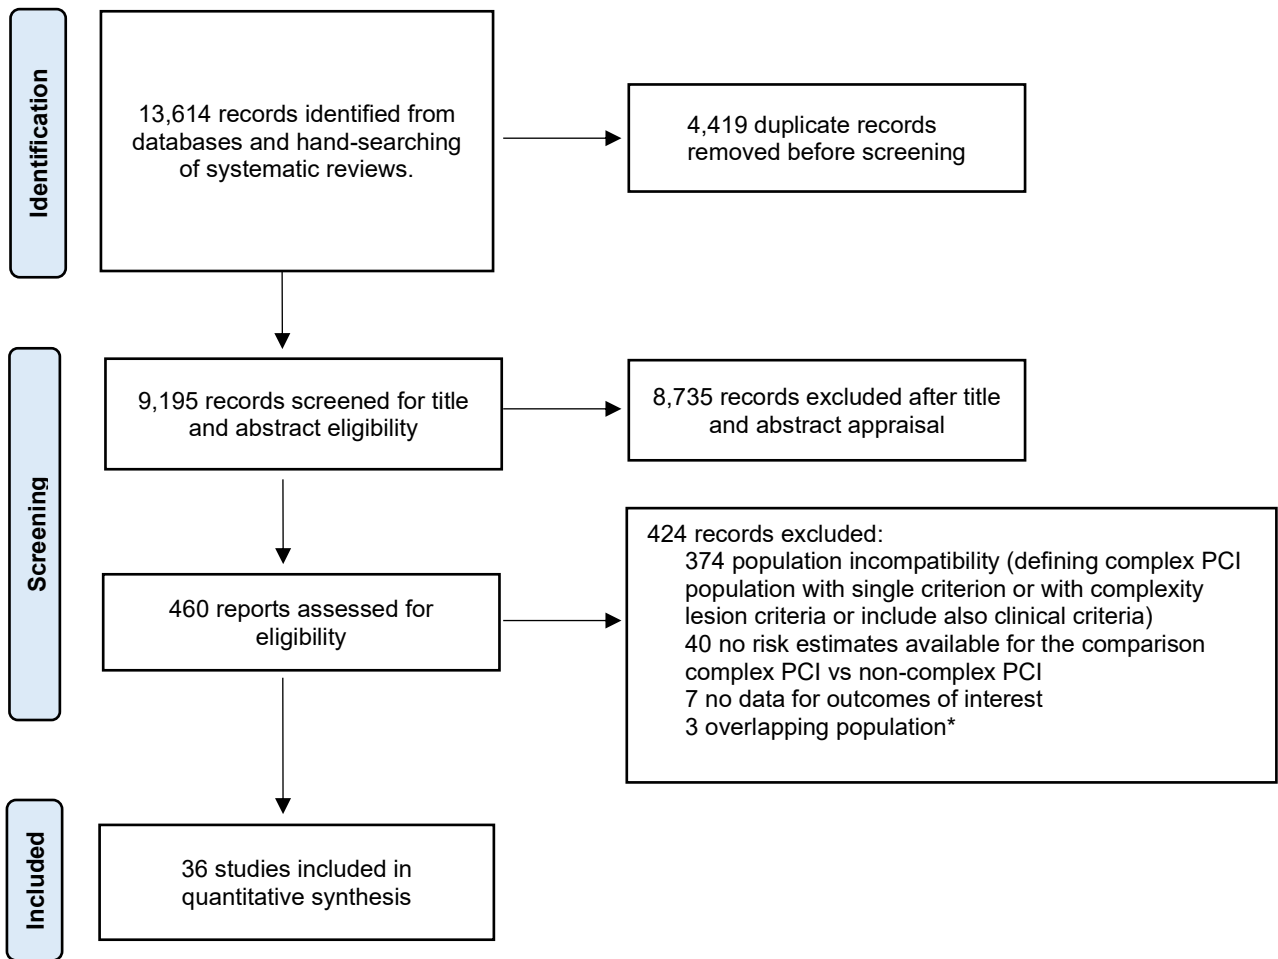 Identification
13,614 records identified from
databases and hand-searching
of systematic reviews.
4,419 duplicate records
removed before screening
Screening
9,195 records screened for title
and abstract eligibility
8,735 records excluded after title
and abstract appraisal
460 reports assessed for
eligibility
424 records excluded:
374 population incompatibility (defining complex PCI
population with single criterion or with complexity
lesion criteria or include also clinical criteria)
40 no risk estimates available for the comparison
complex PCI vs non-complex PCI
7 no data for outcomes of interest
3 overlapping population*
Included
36 studies included in
quantitative synthesis